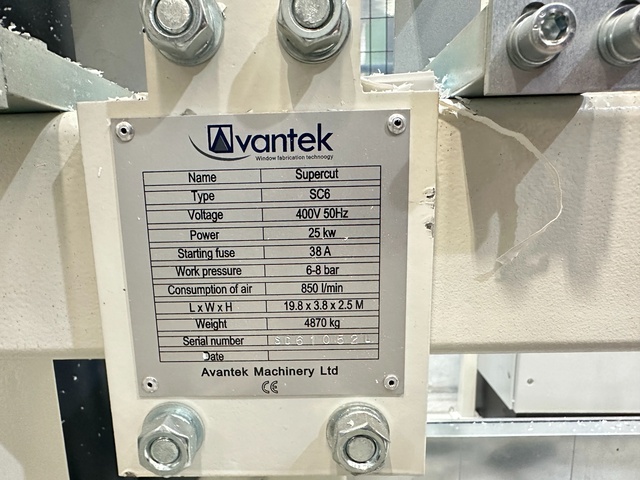 Avantek
Window fabrication technoogy
Name Supercut
Type SC6
Voltage 400V 50Hz
Power 25 kw
Starting fuse 38 A
Work pressure 6-8 bar
Consumption of air 850 l/min
L x W x H 19.8 x 3.8 x 2.5 M
Weight 4870 kg
Serial number
Date
Avantek Machinery Ltd
CE